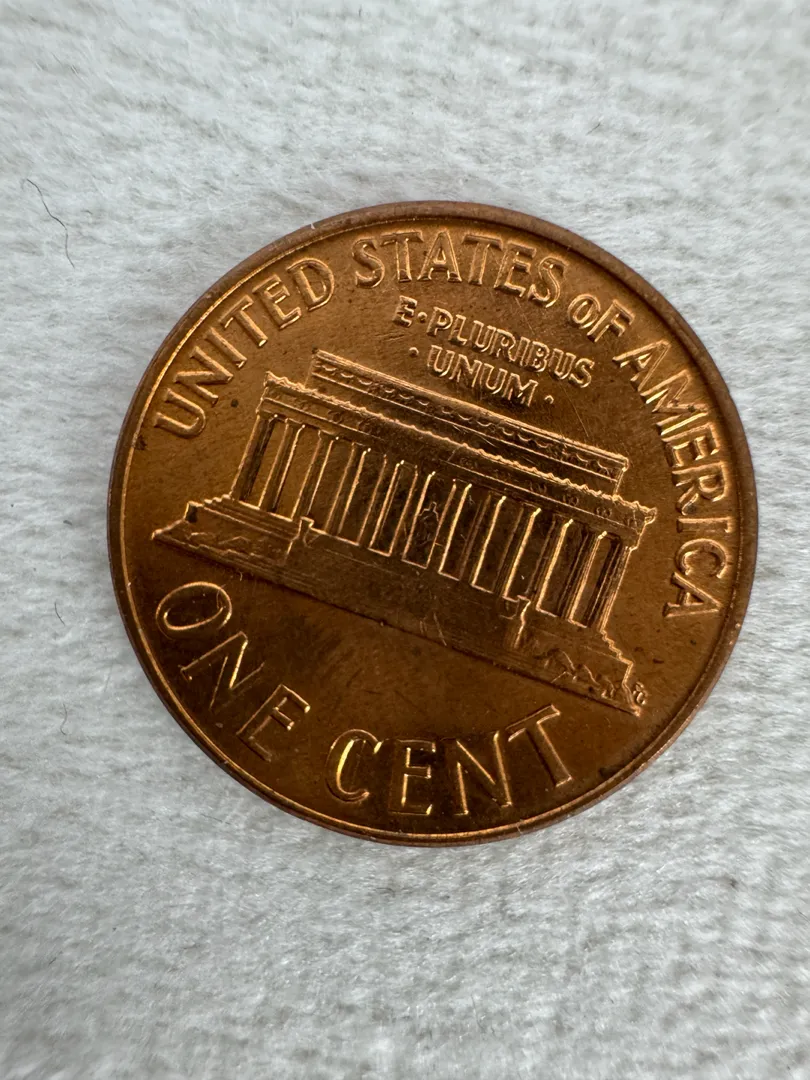 UNITED STATES OF AMERICA
E·PLURIBUS
·UNUM·
ONE CENT